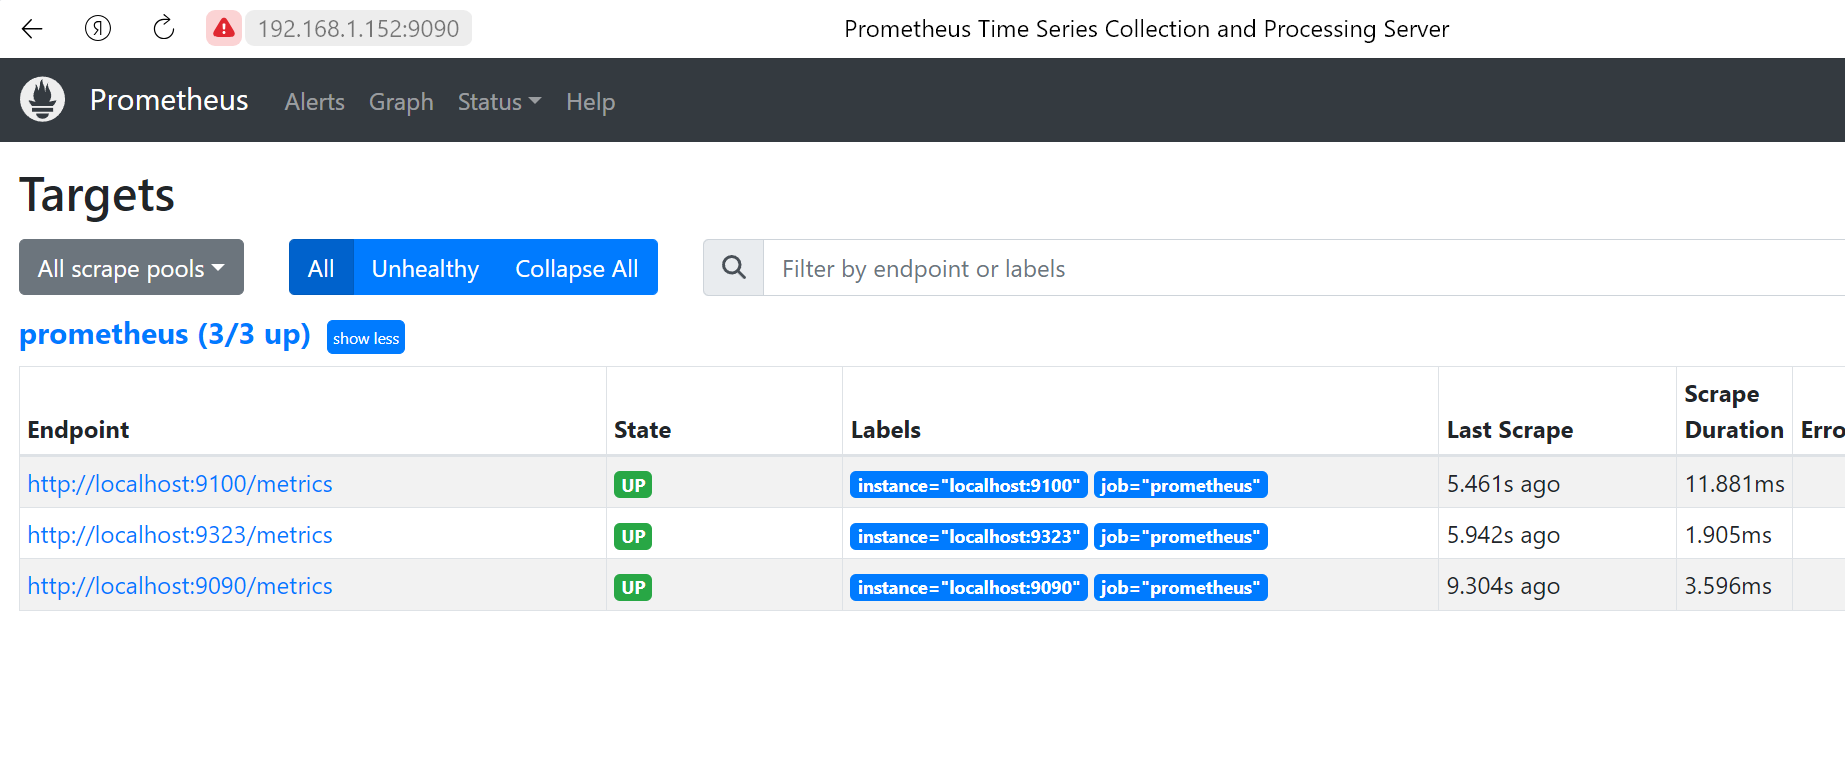 Я 192.168.1.152:9090 Prometheus Time Series Collection and Processing Server
Prometheus Alerts Graph Status Help
Targets
All scrape pools All Unhealthy Collapse All Filter by endpoint or labels
prometheus (3/3 up) show less
Endpoint State Labels Last Scrape Scrape Duration Erro
http://localhost:9100/metrics UP instance="localhost:9100" job="prometheus" 5.461s ago 11.881ms
http://localhost:9323/metrics UP instance="localhost:9323" job="prometheus" 5.942s ago 1.905ms
http://localhost:9090/metrics UP instance="localhost:9090" job="prometheus" 9.304s ago 3.596ms